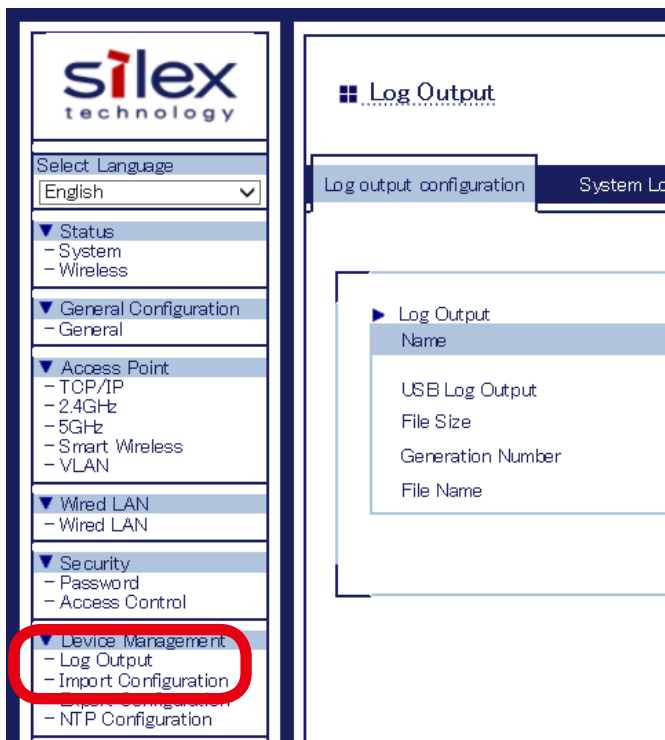 silex
technology
Select Language
English
▼ Status
- System
- Wireless
▼ General Configuration
- General
▼ Access Point
- TCP/IP
- 2.4GHz
- 5GHz
- Smart Wireless
- VLAN
▼ Wired LAN
- Wired LAN
▼ Security
- Password
- Access Control
▼ Device Management
- Log Output
- Import Configuration
- Export Configuration
- NTP Configuration
Log Output
Log output configuration
System Lo
► Log Output
Name
USB Log Output
File Size
Generation Number
File Name